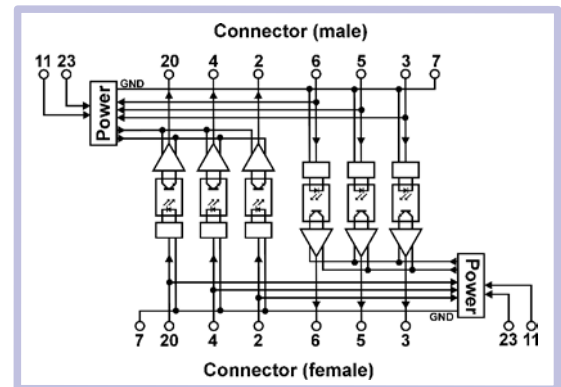 Connector (male)
11 23 20 4 2 6 5 3 7
GND
Power
Power
GND
7 20 4 2 6 5 3 23 11
Connector (female)